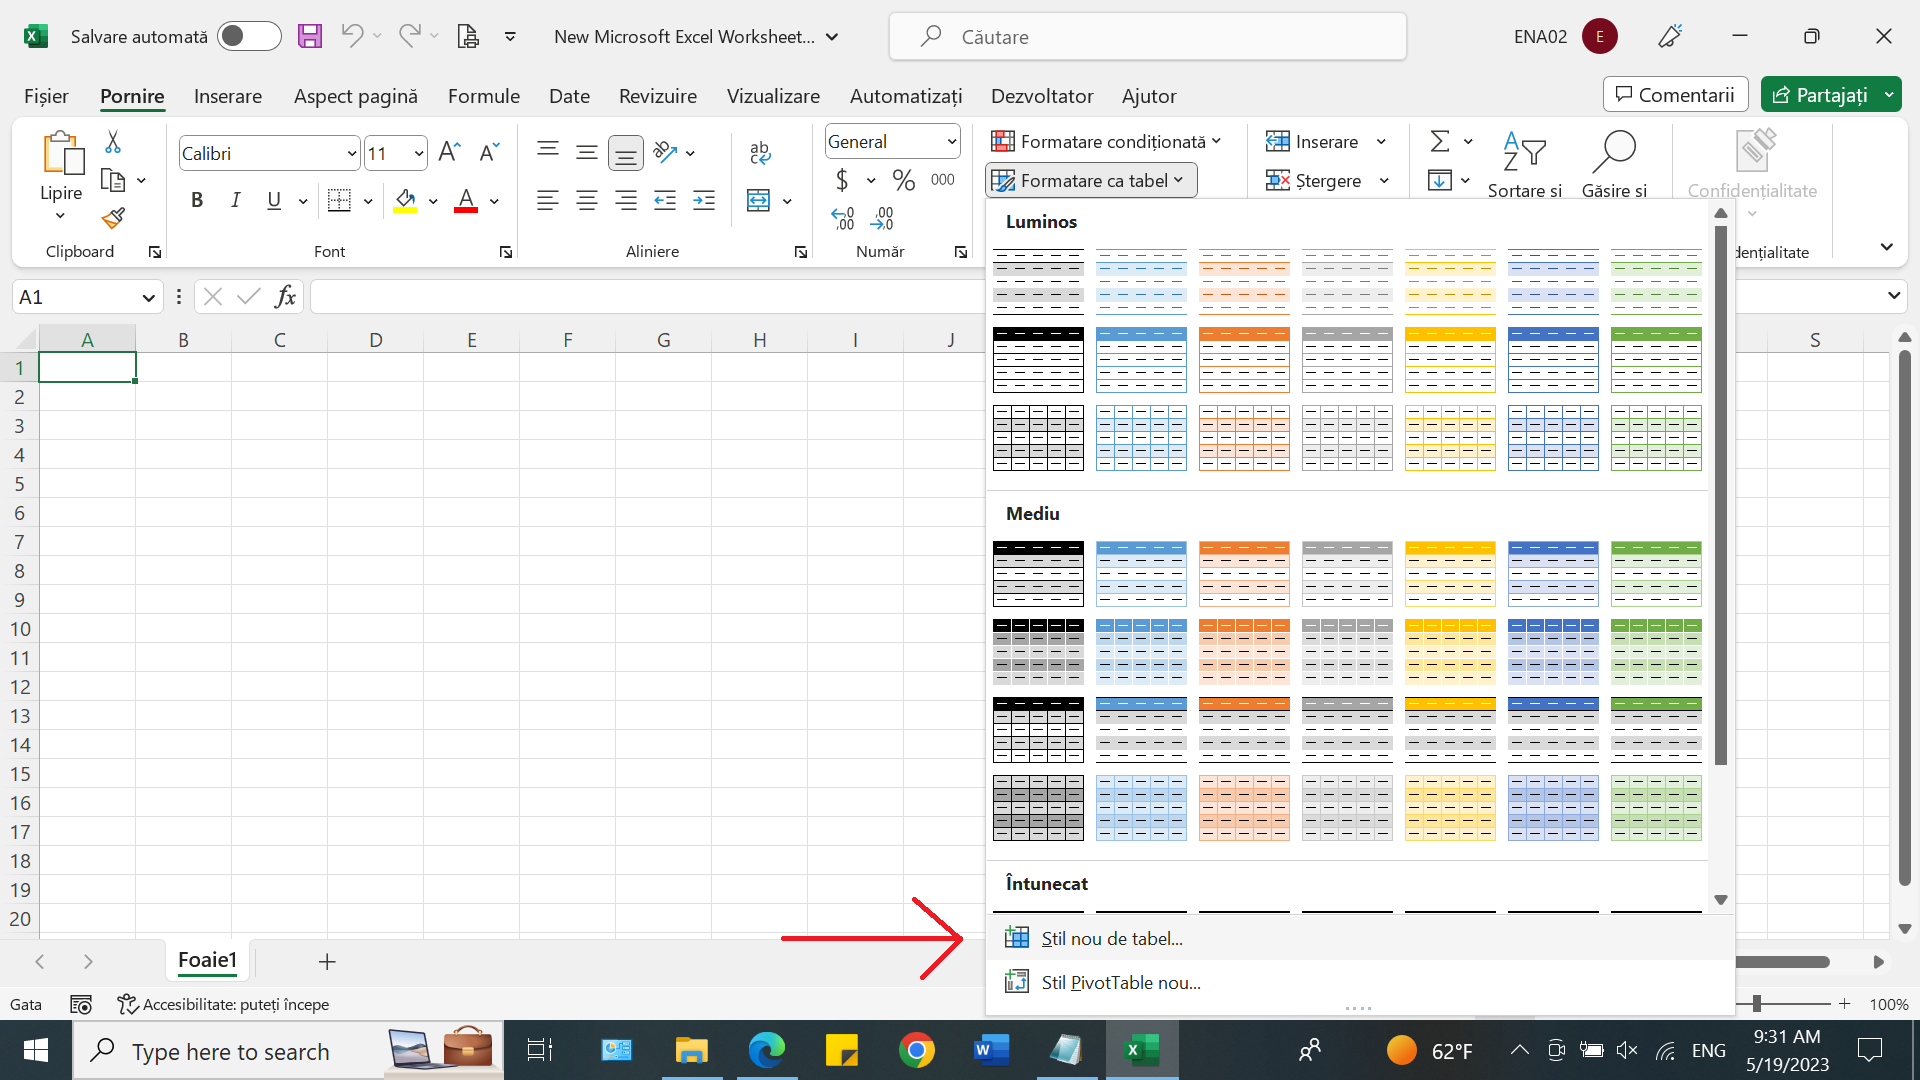 Salvare automată
New Microsoft Excel Worksheet...
Căutare
ENA02
E
Fișier
Pornire
Inserare
Aspect pagină
Formule
Date
Revizuire
Vizualizare
Automatizați
Dezvoltator
Ajutor
Comentarii
Partajați
Lipire
Clipboard
Calibri
11
B
I
U
Font
Aliniere
General
$ % 000
Număr
Formatare condiționată
Formatare ca tabel
Inserare
Ștergere
Sortare și
Găsire și
Confidențialitate
dențialitate
A1
fx
A B C D E F G H I J S
1
2
3
4
5
6
7
8
9
10
11
12
13
14
15
16
17
18
19
20
Luminos
Mediu
Întunecat
Stil nou de tabel...
Stil PivotTable nou...
Foaie1
Gata
Accesibilitate: puteți începe
100%
Type here to search
62°F
ENG
9:31 AM
5/19/2023